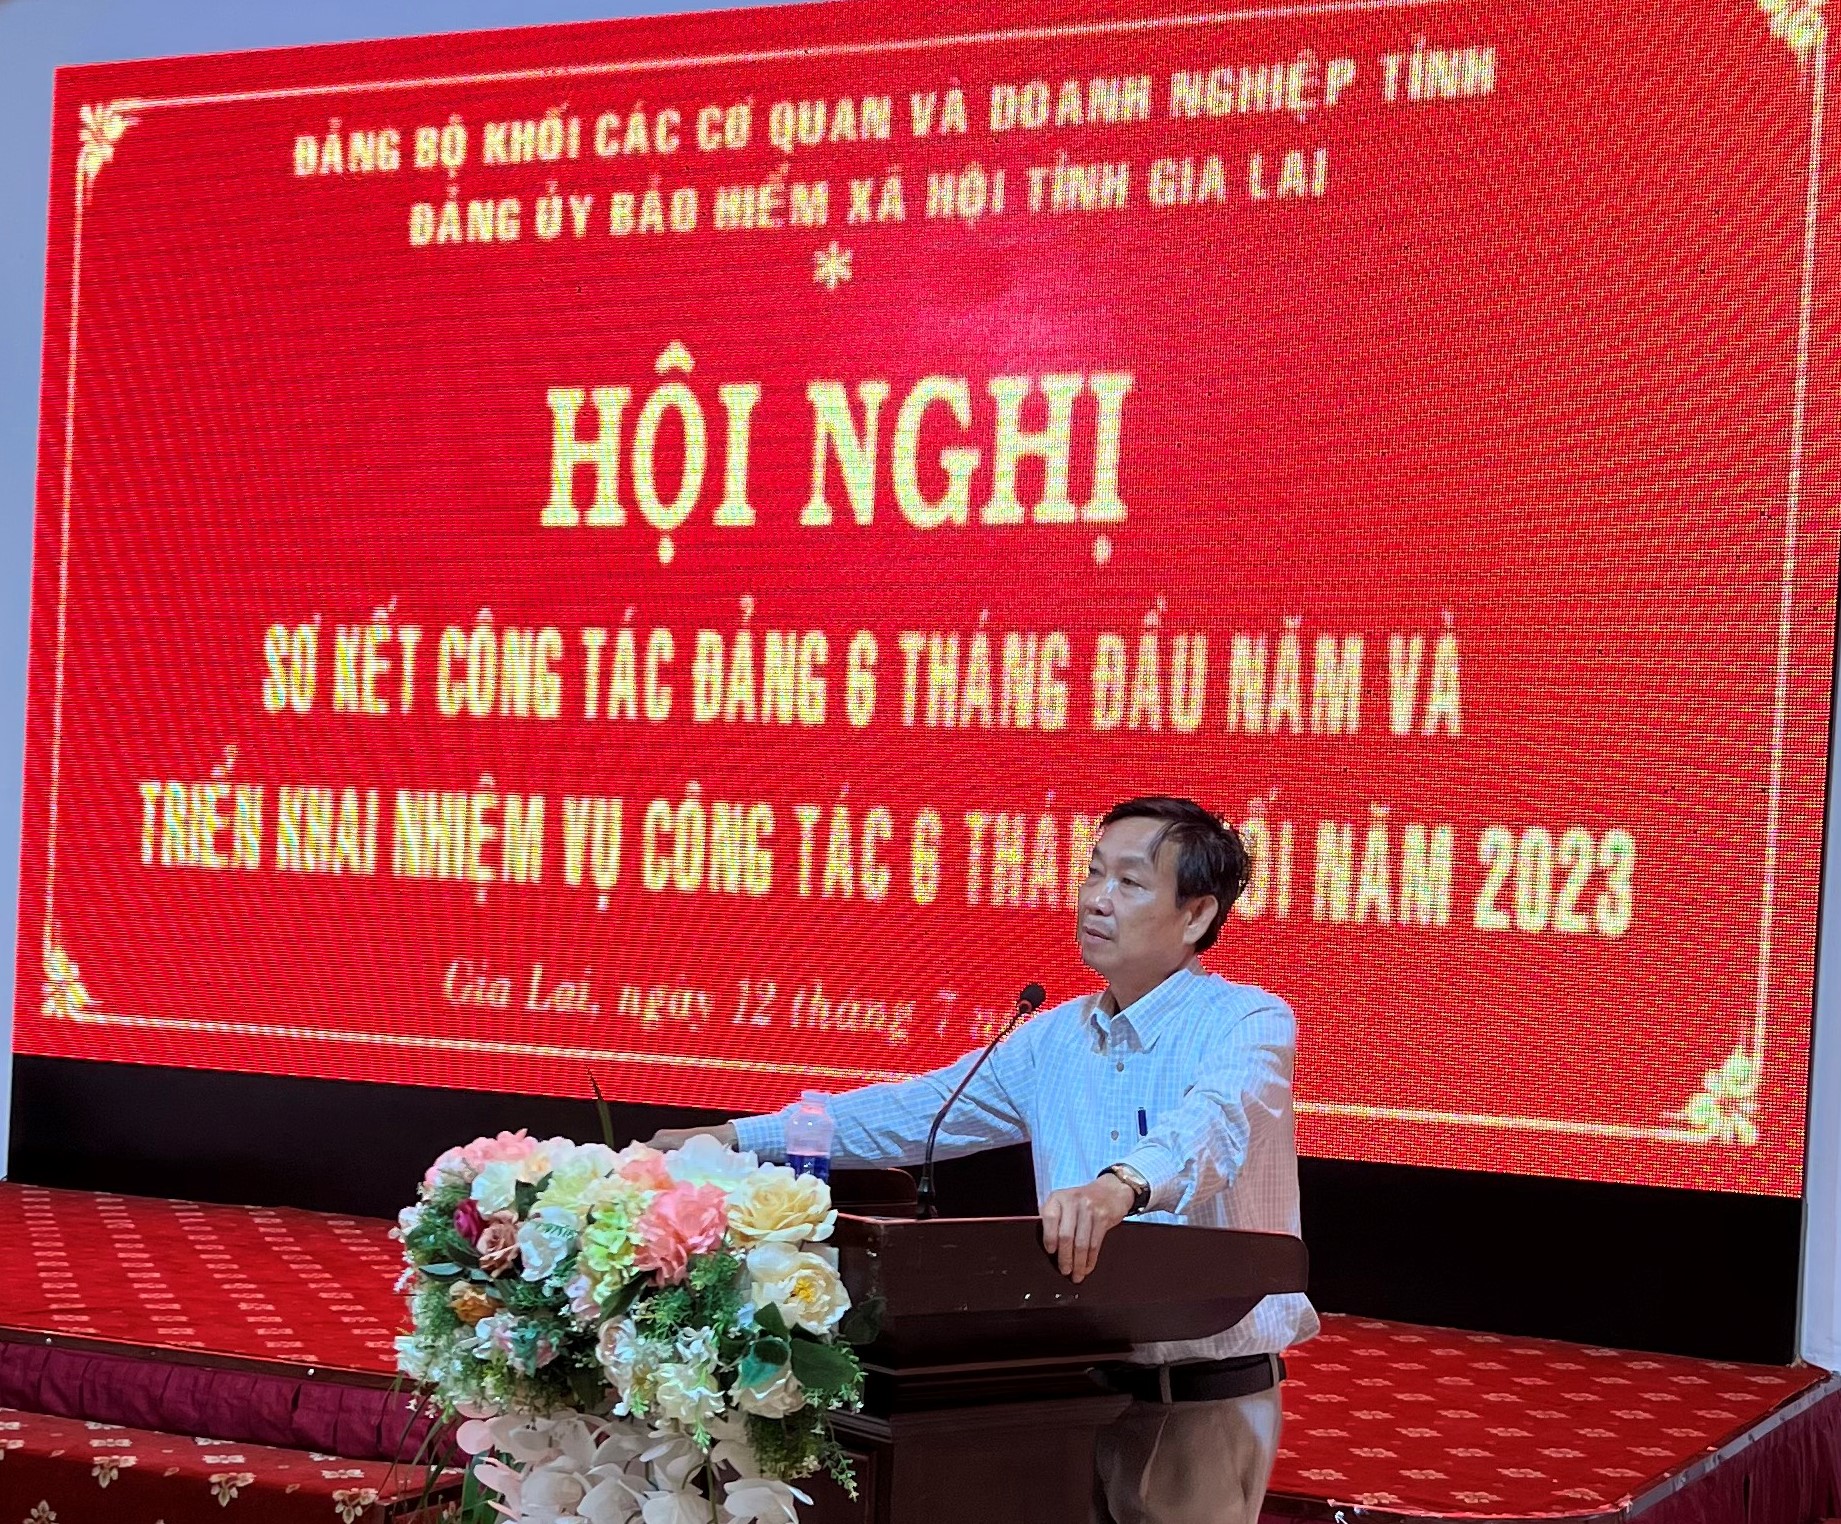 ĐẢNG BỘ KHỐI CÁC CƠ QUAN VÀ DOANH NGHIỆP TỈNH
ĐẢNG ỦY BẢO HIỂM XÃ HỘI TỈNH GIA LAI
*
HỘI NGHỊ
SƠ KẾT CÔNG TÁC ĐẢNG 6 THÁNG ĐẦU NĂM VÀ
TRIỂN KHAI NHIỆM VỤ CÔNG TÁC 6 THÁNG NĂM 2023
Gia Lai, ngày 12 tháng 7